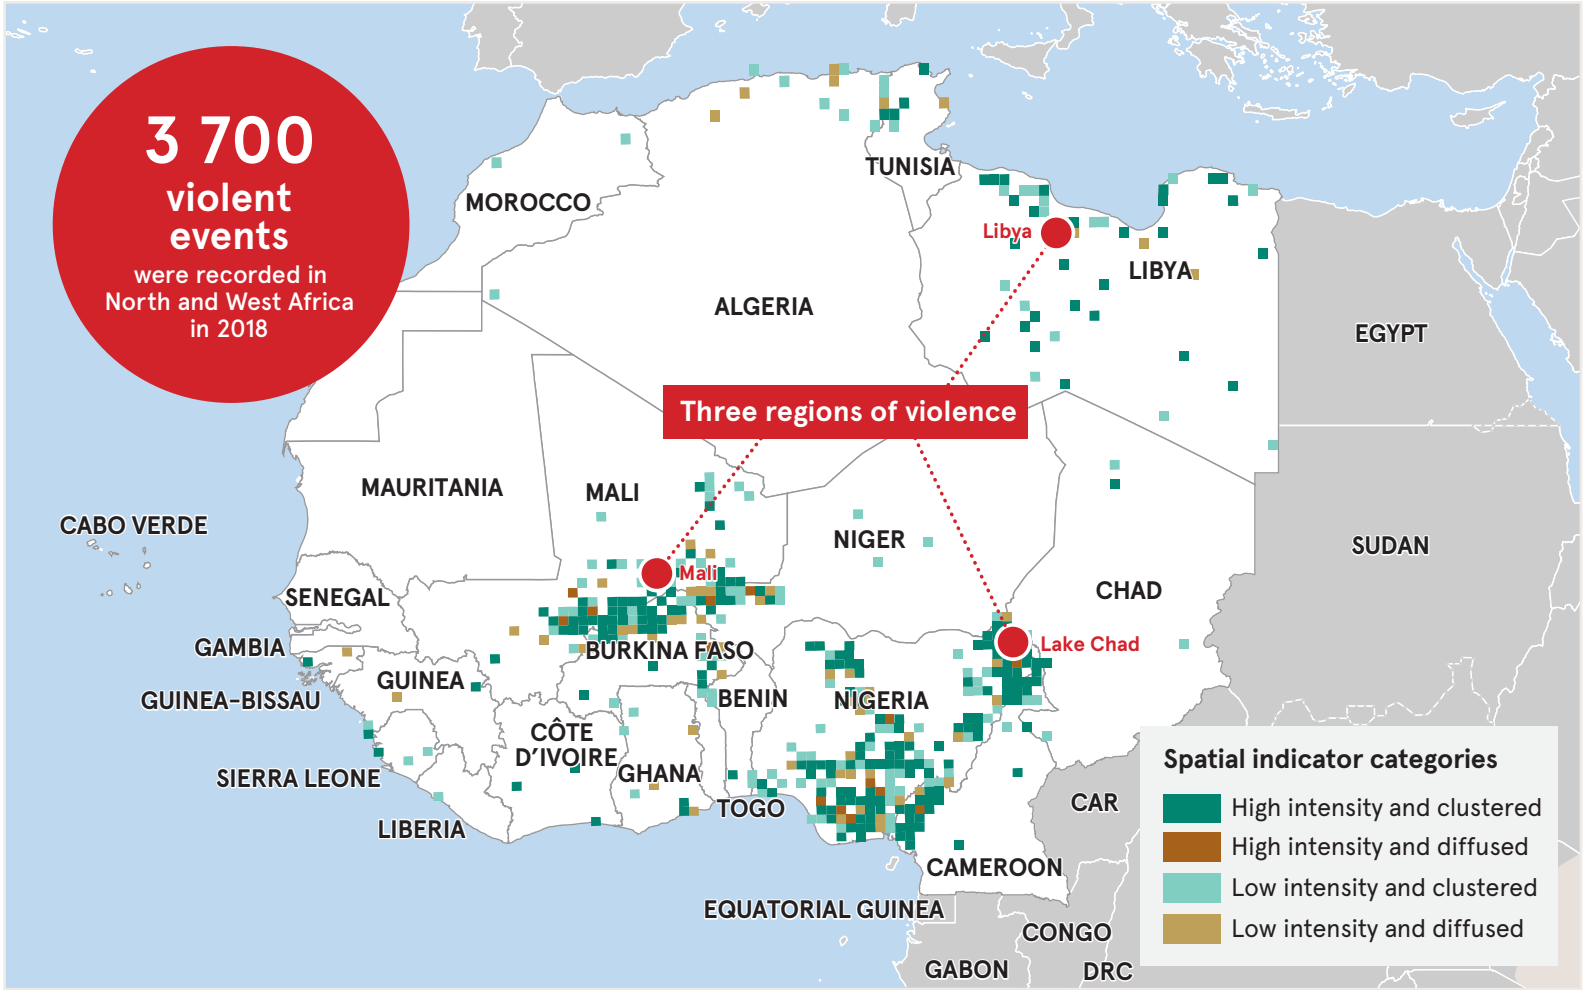 3 700
violent
events
were recorded in
North and West Africa
in 2018
TUNISIA
MOROCCO
Libya
LIBYA
ALGERIA
EGYPT
Three regions of violence
MAURITANIA
MALI
CABO VERDE
NIGER
SUDAN
Mali
CHAD
SENEGAL
GAMBIA
BURKINA FASO
Lake Chad
GUINEA
GUINEA-BISSAU
BENIN
NIGERIA
CÔTE
D'IVOIRE
GHANA
SIERRA LEONE
TOGO
LIBERIA
CAR
CAMEROON
EQUATORIAL GUINEA
CONGO
GABON
DRC
Spatial indicator categories
High intensity and clustered
High intensity and diffused
Low intensity and clustered
Low intensity and diffused